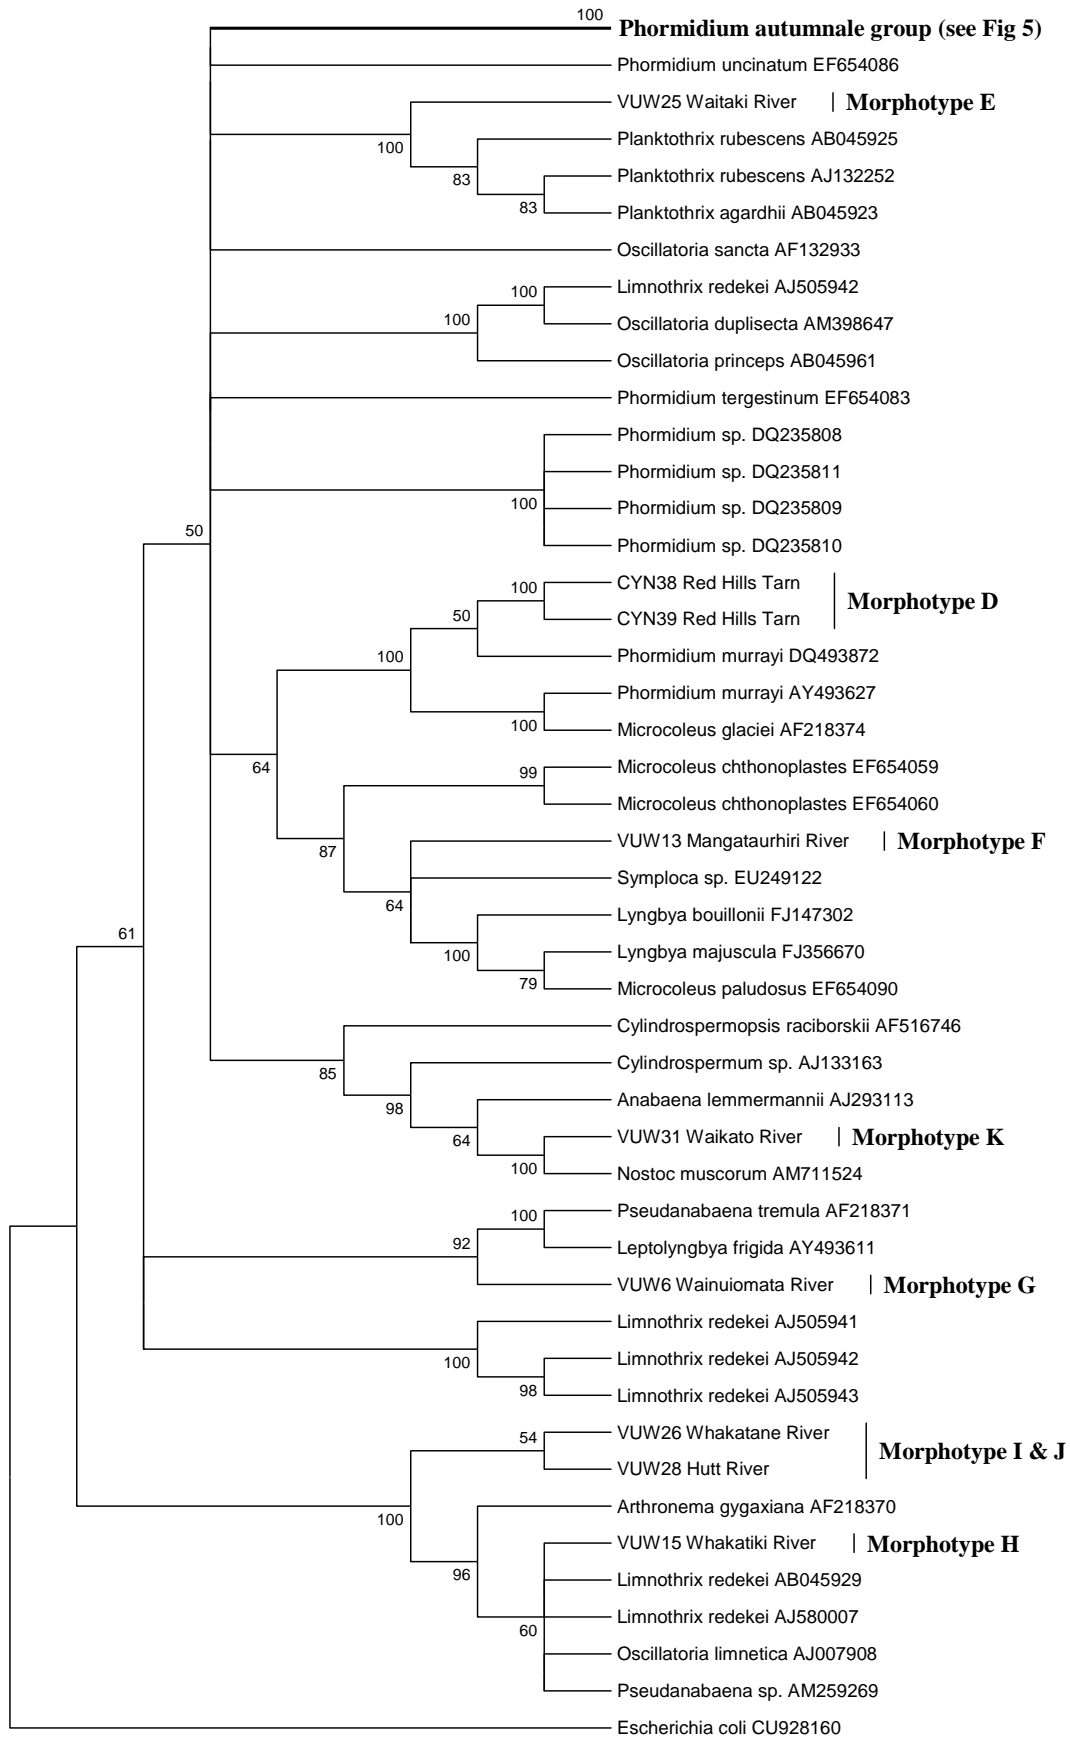 100
Phormidium autumnale group (see Fig 5)
Phormidium uncinatum EF654086
VUW25 Waitaki River | Morphotype E
100
Planktothrix rubescens AB045925
83
Planktothrix rubescens AJ132252
83
Planktothrix agardhii AB045923
Oscillatoria sancta AF132933
100
Limnothrix redekei AJ505942
100
Oscillatoria duplisecta AM398647
Oscillatoria princeps AB045961
Phormidium tergestinum EF654083
Phormidium sp. DQ235808
Phormidium sp. DQ235811
100
Phormidium sp. DQ235809
50
Phormidium sp. DQ235810
100
CYN38 Red Hills Tarn
Morphotype D
50
CYN39 Red Hills Tarn
100
Phormidium murrayi DQ493872
Phormidium murrayi AY493627
100
Microcoleus glaciei AF218374
64
99
Microcoleus chthonoplastes EF654059
Microcoleus chthonoplastes EF654060
87
VUW13 Mangataurhiri River | Morphotype F
Symploca sp. EU249122
64
Lyngbya bouillonii FJ147302
61
100
Lyngbya majuscula FJ356670
79
Microcoleus paludosus EF654090
Cylindrospermopsis raciborskii AF516746
85
Cylindrospermum sp. AJ133163
98
Anabaena lemmermannii AJ293113
64
VUW31 Waikato River | Morphotype K
100
Nostoc muscorum AM711524
100
Pseudanabaena tremula AF218371
92
Leptolyngbya frigida AY493611
VUW6 Wainuiomata River | Morphotype G
Limnothrix redekei AJ505941
100
Limnothrix redekei AJ505942
98
Limnothrix redekei AJ505943
54
VUW26 Whakatane River
Morphotype I & J
VUW28 Hutt River
100
Arthronema gygaxiana AF218370
VUW15 Whakatiki River | Morphotype H
96
Limnothrix redekei AB045929
Limnothrix redekei AJ580007
60
Oscillatoria limnetica AJ007908
Pseudanabaena sp. AM259269
Escherichia coli CU928160